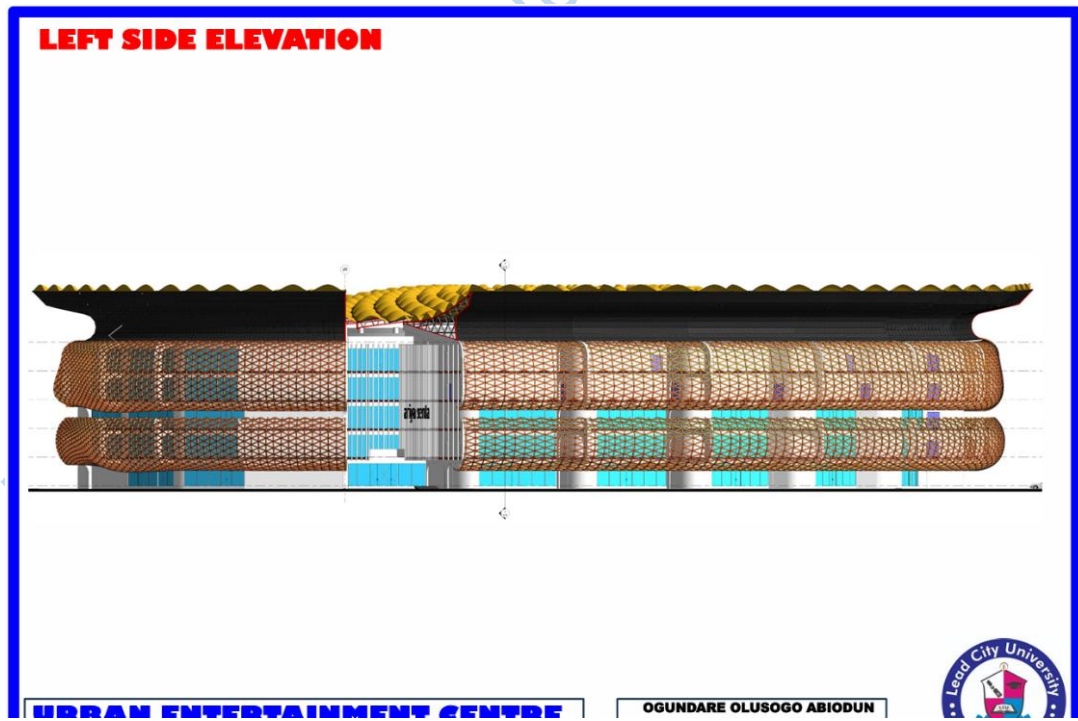 LEFT SIDE ELEVATION
URBAN ENTERTAINMENT CENTRE
OGUNDARE OLUSOGO ABIODUN
Lead City University